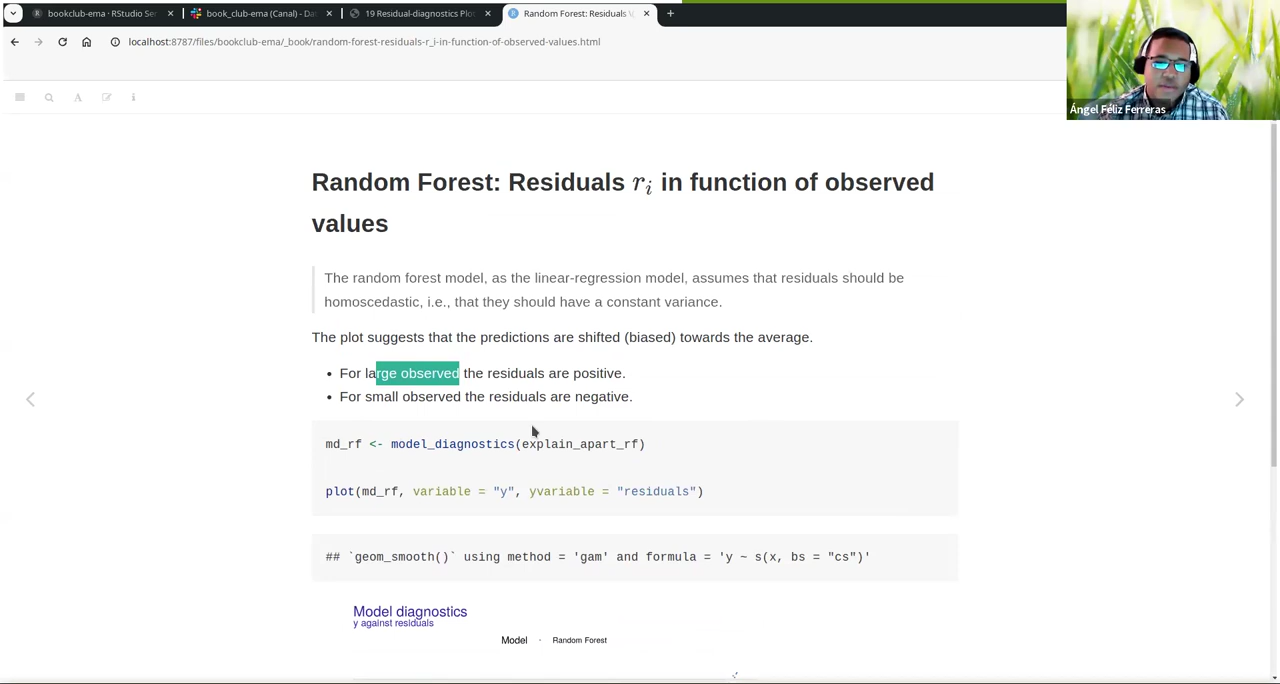 bookclub-ema · RStudio Ser
book_club-ema (Canal) - Da
19 Residual-diagnostics Plo
Random Forest: Residuals \(
localhost:8787/files/bookclub-ema/_book/random-forest-residuals-r_i-in-function-of-observed-values.html
Ángel Féliz Ferreras
Random Forest: Residuals rᵢ in function of observed
values
The random forest model, as the linear-regression model, assumes that residuals should be
homoscedastic, i.e., that they should have a constant variance.
The plot suggests that the predictions are shifted (biased) towards the average.
• For large observed the residuals are positive.
• For small observed the residuals are negative.
md_rf <- model_diagnostics(explain_apart_rf)
plot(md_rf, variable = "y", yvariable = "residuals")
## `geom_smooth()` using method = 'gam' and formula = 'y ~ s(x, bs = "cs")'
Model diagnostics
y against residuals
Model · Random Forest